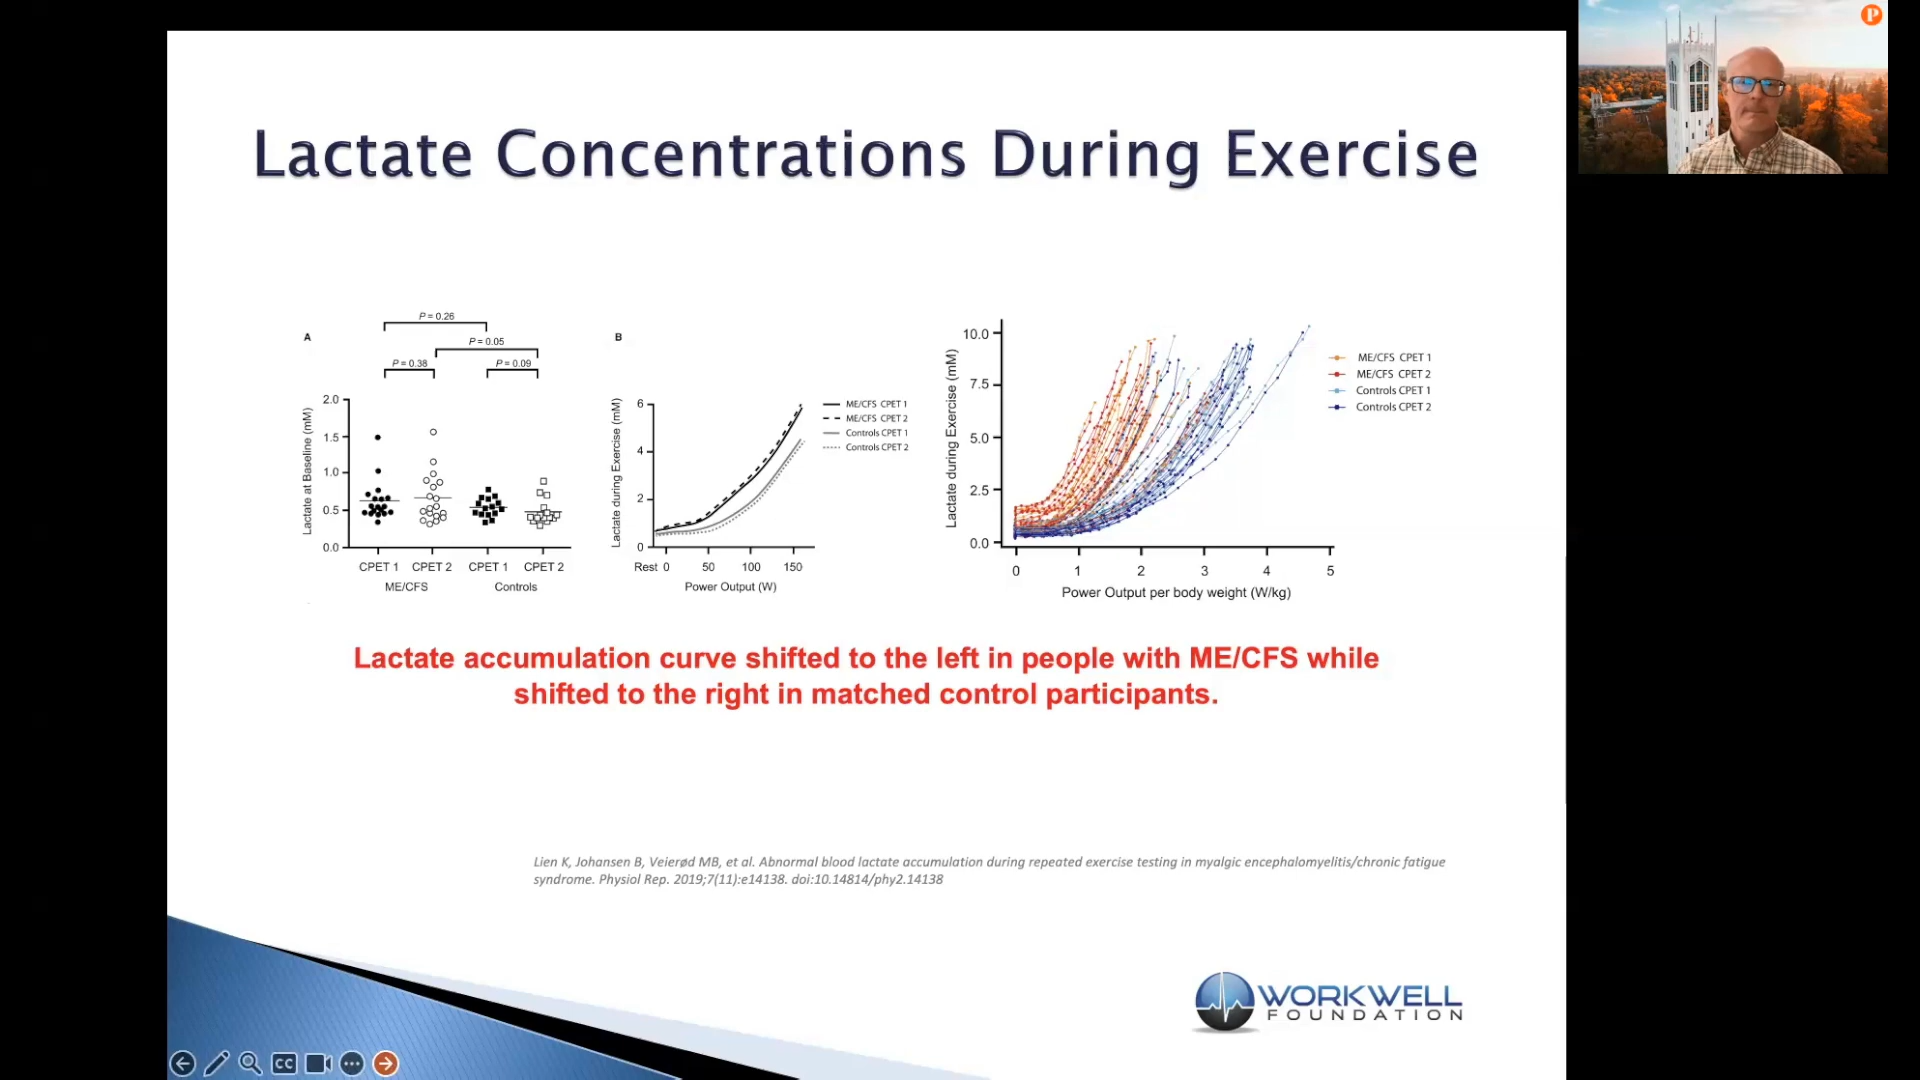 P
Lactate Concentrations During Exercise
A
P = 0.26
P = 0.05
P = 0.38
P = 0.09
Lactate at Baseline (mM)
2.0
1.5
1.0
0.5
0.0
CPET 1 CPET 2 CPET 1 CPET 2
ME/CFS Controls
B
Lactate during Exercise (mM)
6
4
2
0
Rest 0 50 100 150
Power Output (W)
ME/CFS CPET 1
ME/CFS CPET 2
Controls CPET 1
Controls CPET 2
Lactate during Exercise (mM)
10.0
7.5
5.0
2.5
0.0
0 1 2 3 4 5
Power Output per body weight (W/kg)
ME/CFS CPET 1
ME/CFS CPET 2
Controls CPET 1
Controls CPET 2
Lactate accumulation curve shifted to the left in people with ME/CFS while
shifted to the right in matched control participants.
Lien K, Johansen B, Veierød MB, et al. Abnormal blood lactate accumulation during repeated exercise testing in myalgic encephalomyelitis/chronic fatigue
syndrome. Physiol Rep. 2019;7(11):e14138. doi:10.14814/phy2.14138
WORKWELL
FOUNDATION
CC